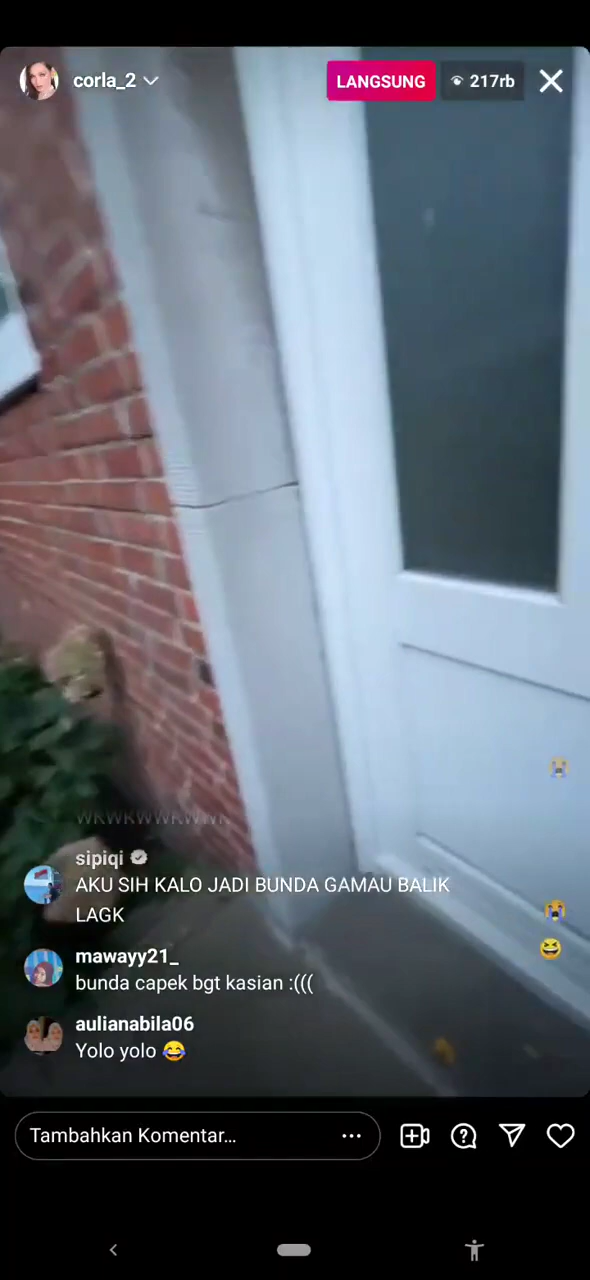 corla_2
LANGSUNG
217rb
WKWKWWKWWK
sipiqi
AKU SIH KALO JADI BUNDA GAMAU BALIK
LAGK
mawayy21_
bunda capek bgt kasian :(((
aulianabila06
Yolo yolo 😂
Tambahkan Komentar...